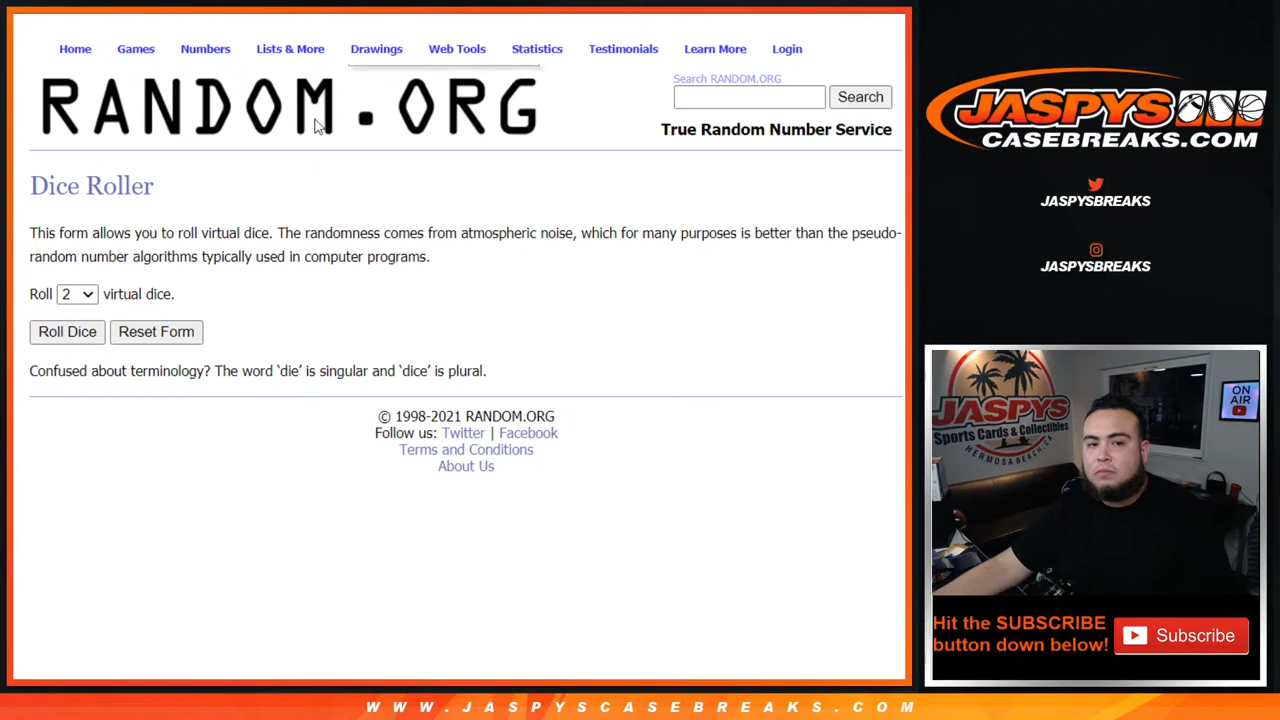 Home Games Numbers Lists & More Drawings Web Tools Statistics Testimonials Learn More Login
RANDOM.ORG
Search RANDOM.ORG
Search
True Random Number Service
Dice Roller
This form allows you to roll virtual dice. The randomness comes from atmospheric noise, which for many purposes is better than the pseudo-
random number algorithms typically used in computer programs.
Roll 2 virtual dice.
Roll Dice Reset Form
Confused about terminology? The word ‘die’ is singular and ‘dice’ is plural.
© 1998-2021 RANDOM.ORG
Follow us: Twitter | Facebook
Terms and Conditions
About Us
JASPYS
CASEBREAKS.COM
JASPYSBREAKS
JASPYSBREAKS
JASPYS
Sports Cards & Collectibles
HERMOSA BEACH, CA
ON
AIR
Hit the SUBSCRIBE
button down below!
Subscribe
WWW.JASPYSCASEBREAKS.COM